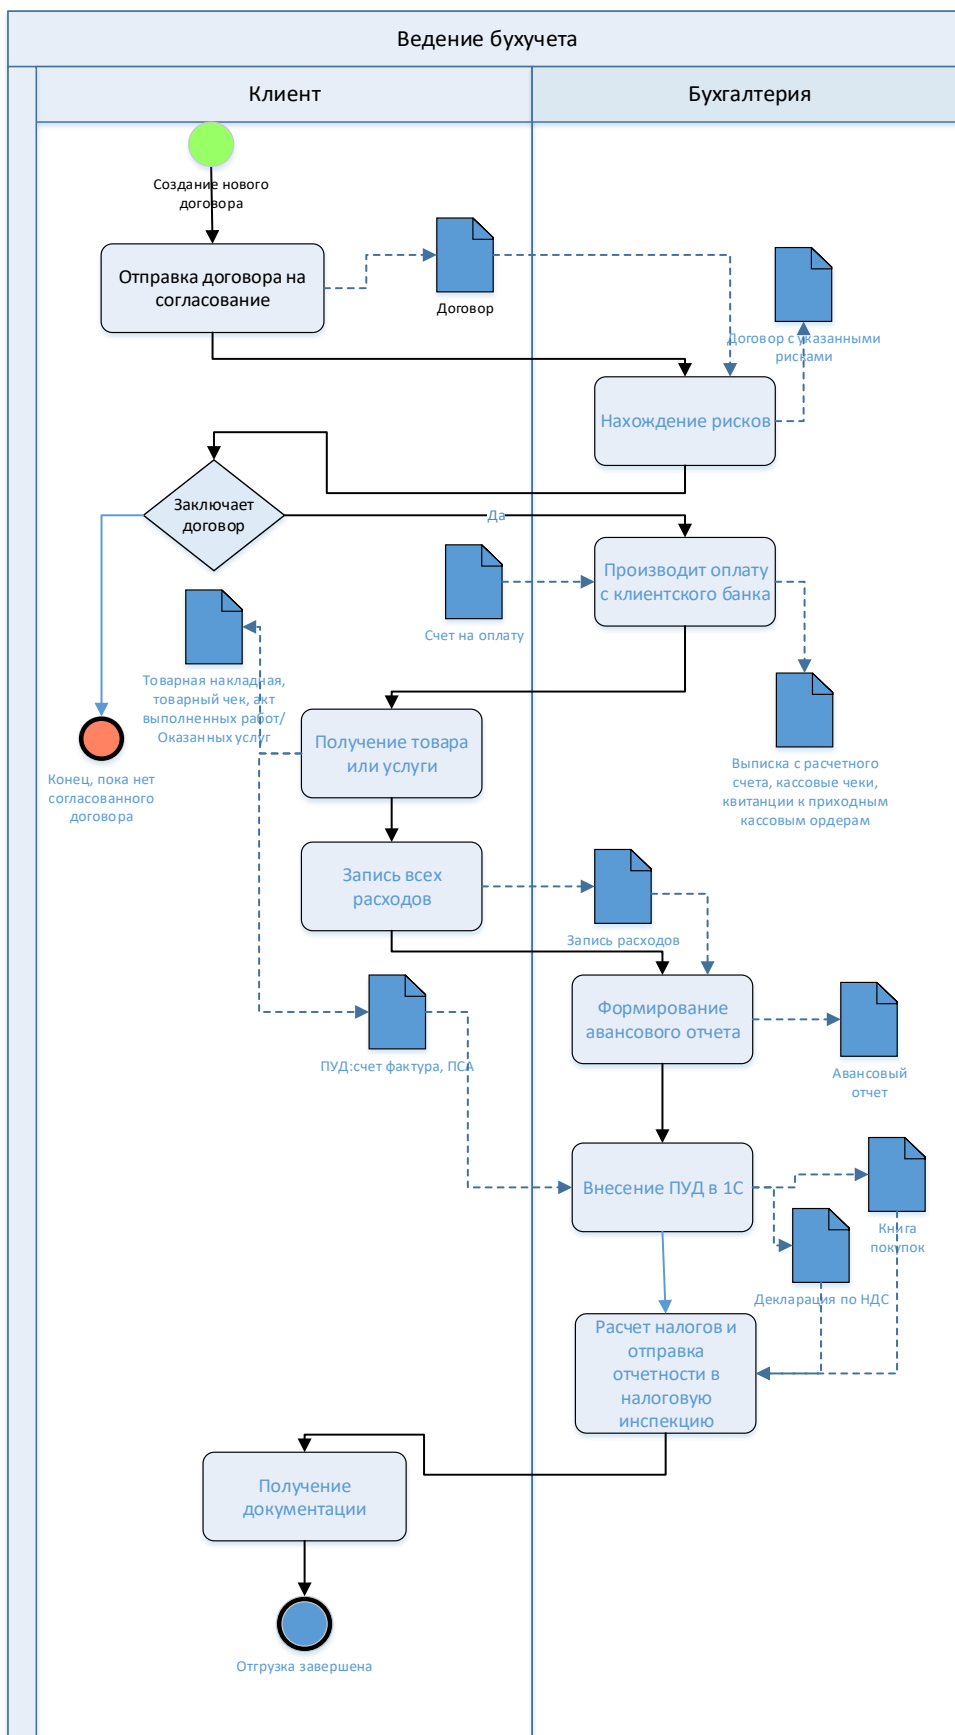 Ведение бухучета
Клиент
Бухгалтерия
Создание нового
договора
Отправка договора на
согласование
Договор
Договор с указанными
рисками
Нахождение рисков
Заключает
договор
Да
Производит оплату
с клиентского банка
Счет на оплату
Товарная накладная,
товарный чек, акт
выполненных работ/
Оказанных услуг
Конец, пока нет
согласованного
договора
Получение товара
или услуги
Выписка с расчетного
счета, кассовые чеки,
квитанции к приходным
кассовым ордерам
Запись всех
расходов
Запись расходов
Формирование
авансового отчета
ПУД:счет фактура, ПСА
Авансовый
отчет
Внесение ПУД в 1С
Книга
покупок
Декларация по НДС
Расчет налогов и
отправка
отчетности в
налоговую
инспекцию
Получение
документации
Отгрузка завершена